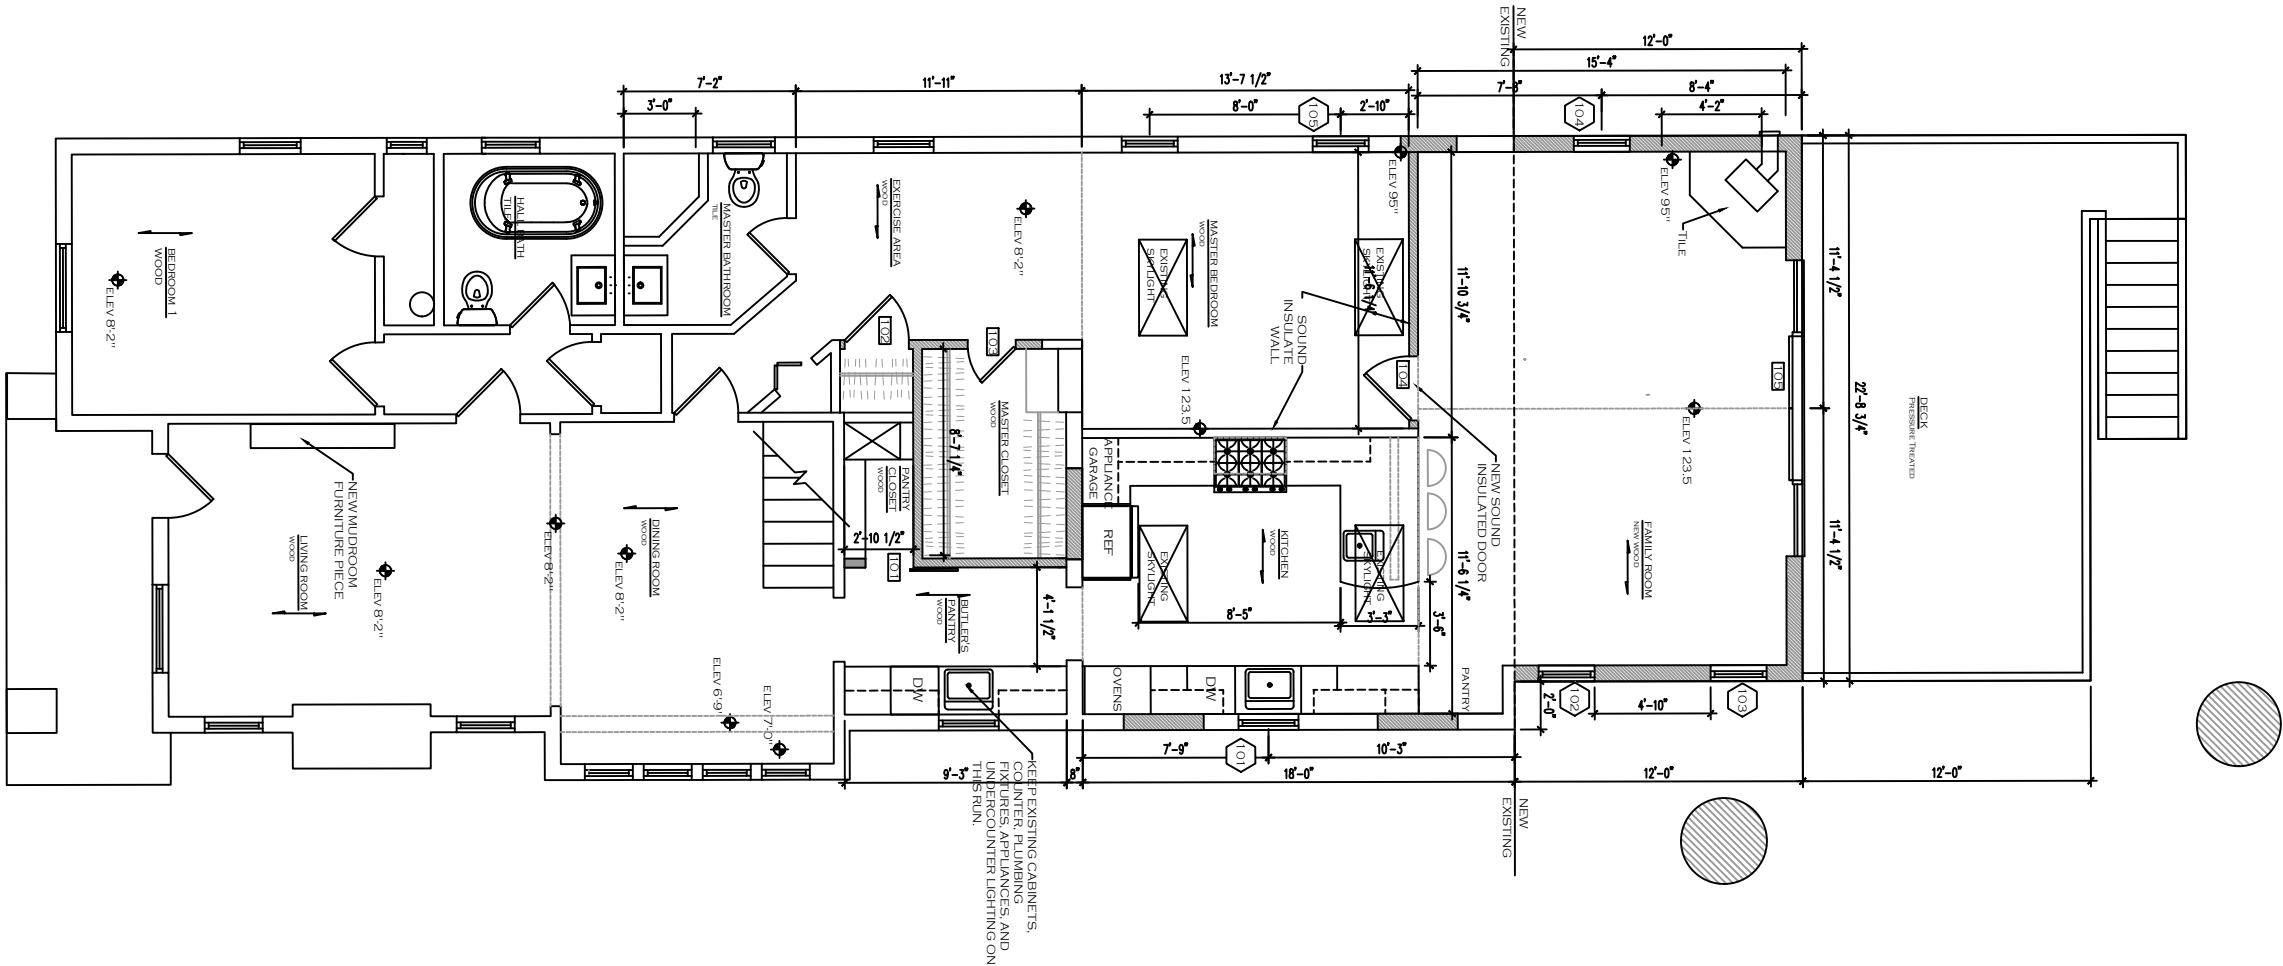 NEW
EXISTING
12'-0"
15'-4"
7'-8"
8'-4"
4'-2"
7'-2"
3'-0"
11'-11"
13'-7 1/2"
8'-0"
105
2'-10"
104
ELEV 95"
ELEV 95"
TILE
11'-4 1/2"
22'-8 3/4"
11'-4 1/2"
DECK
PRESSURE TREATED
BEDROOM 1
WOOD
ELEV 8'-2"
HALL BATH
TILE
MASTER BATHROOM
TILE
EXERCISE AREA
WOOD
ELEV 8'-2"
MASTER BEDROOM
WOOD
EXISTING
SKYLIGHT
EXISTING
SKYLIGHT
11'-10 3/4"
SOUND
INSULATE
WALL
ELEV 123.5
102
103
104
105
ELEV 123.5
MASTER CLOSET
WOOD
8'-7 1/4"
PANTRY
CLOSET
WOOD
2'-10 1/2"
101
APPLIANCE
GARAGE
REF
EXISTING
SKYLIGHT
KITCHEN
WOOD
EXISTING
SKYLIGHT
NEW SOUND
INSULATED DOOR
11'-6 1/4"
FAMILY ROOM
NEW WOOD
NEW MUDROOM
FURNITURE PIECE
LIVING ROOM
WOOD
ELEV 8'-2"
ELEV 8'-2"
DINING ROOM
WOOD
ELEV 8'-2"
ELEV 6'-9"
ELEV 7'-0"
BUTLER'S
PANTRY
WOOD
4'-1 1/2"
8'-5"
3'-3"
3'-6"
DW
OVENS
DW
PANTRY
2'-0"
102
4'-10"
103
7'-9"
101
10'-3"
9'-3"
8"
18'-0"
12'-0"
12'-0"
KEEP EXISTING CABINETS,
COUNTER, PLUMBING
FIXTURES, APPLIANCES, AND
UNDERCOUNTER LIGHTING ON
THIS RUN.
NEW
EXISTING